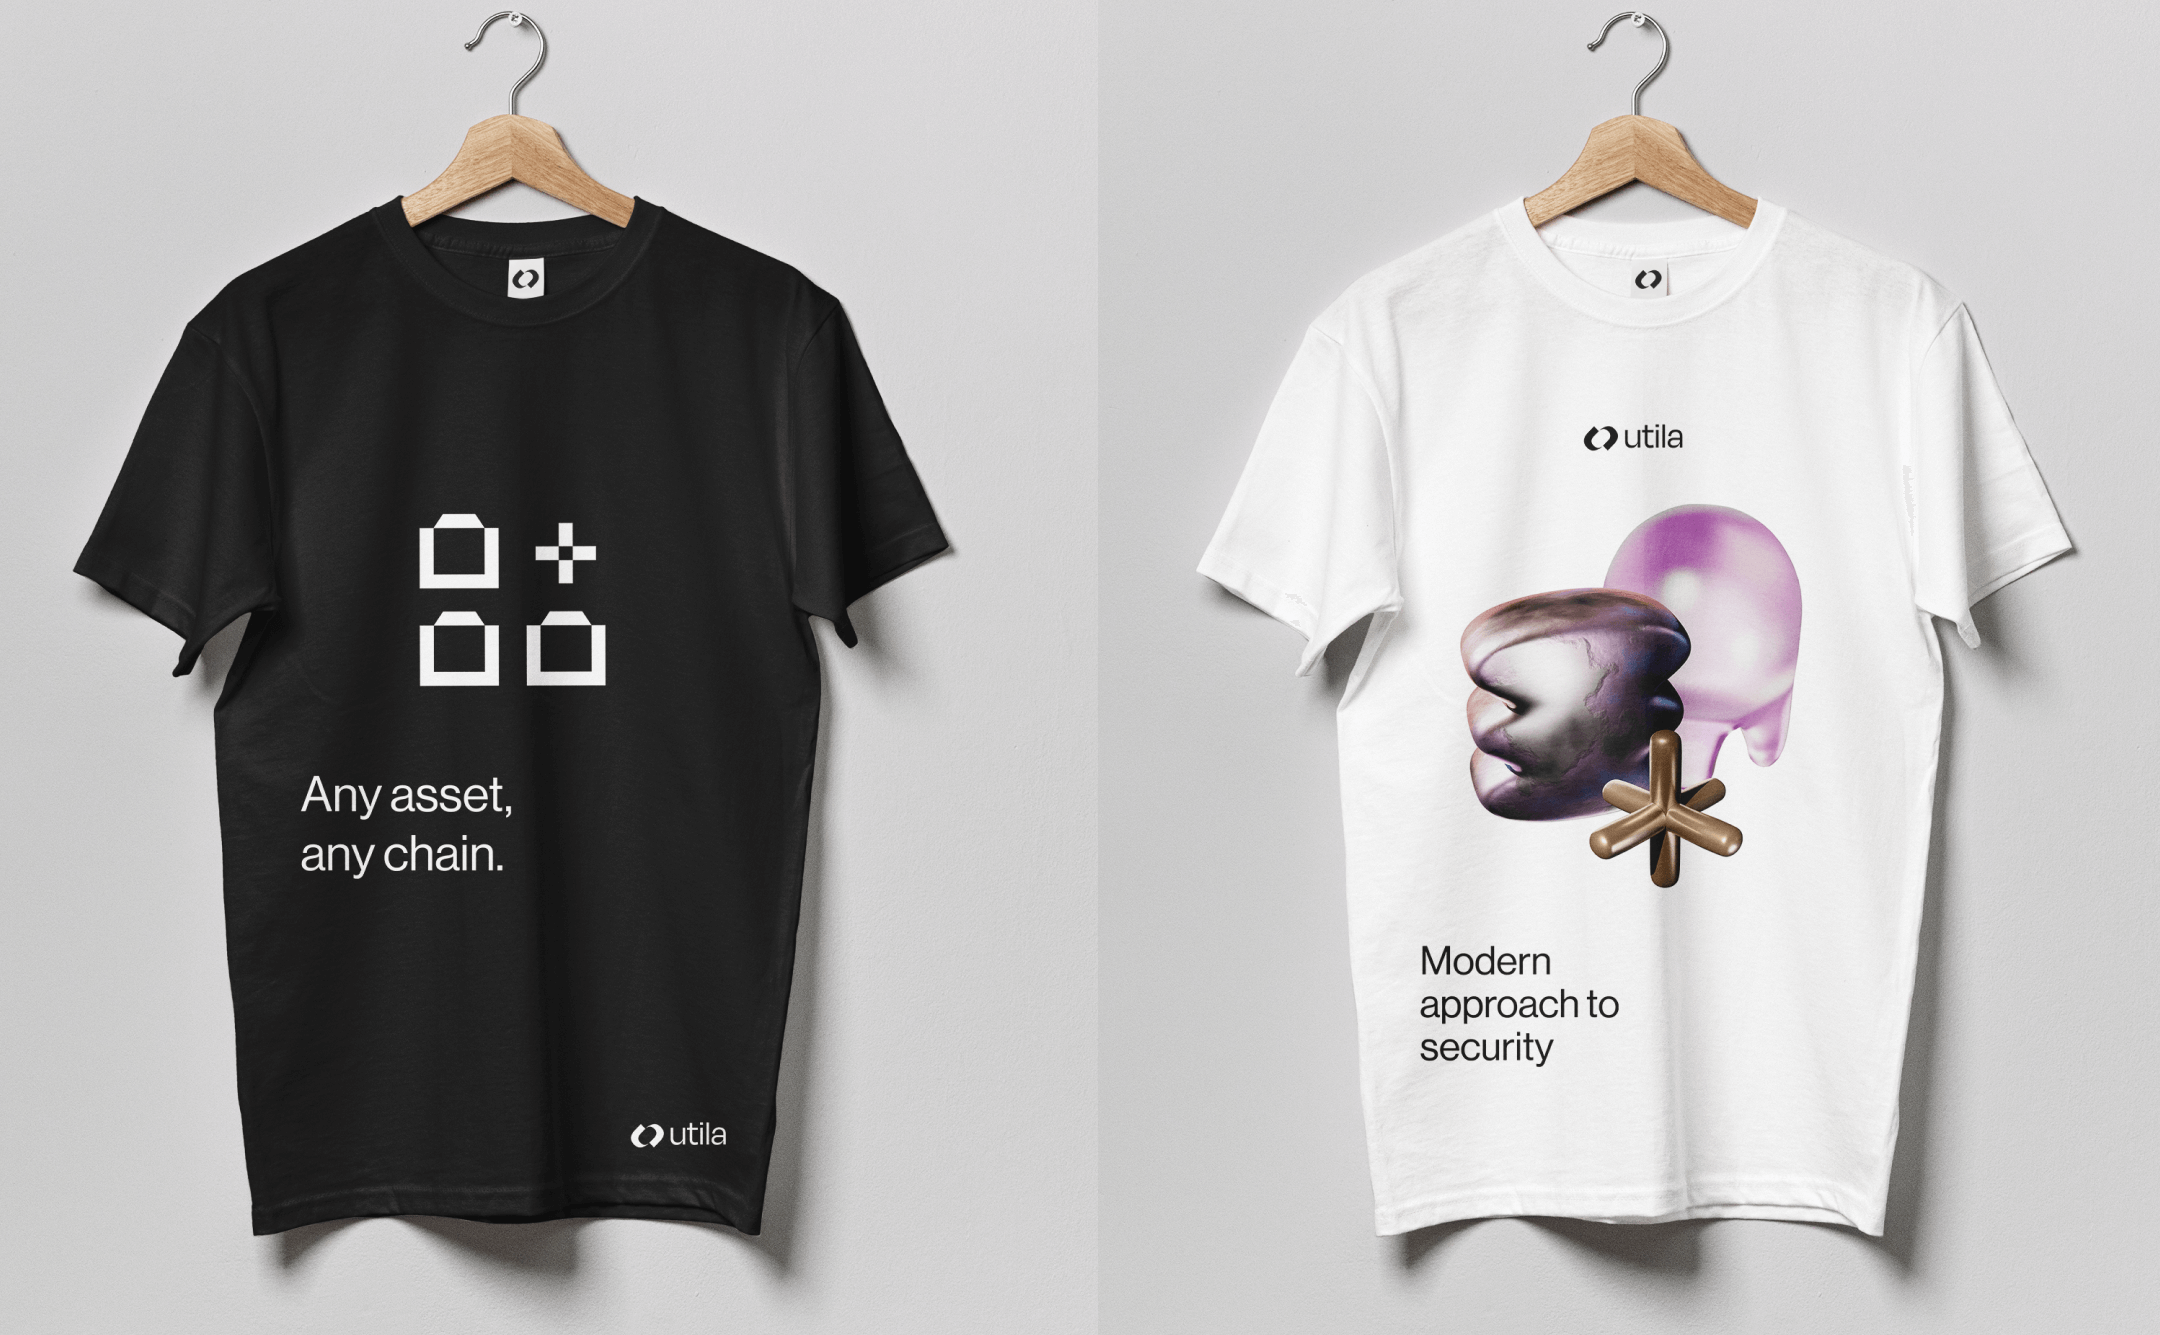 Any asset,
any chain.
utila
utila
Modern
approach to
security